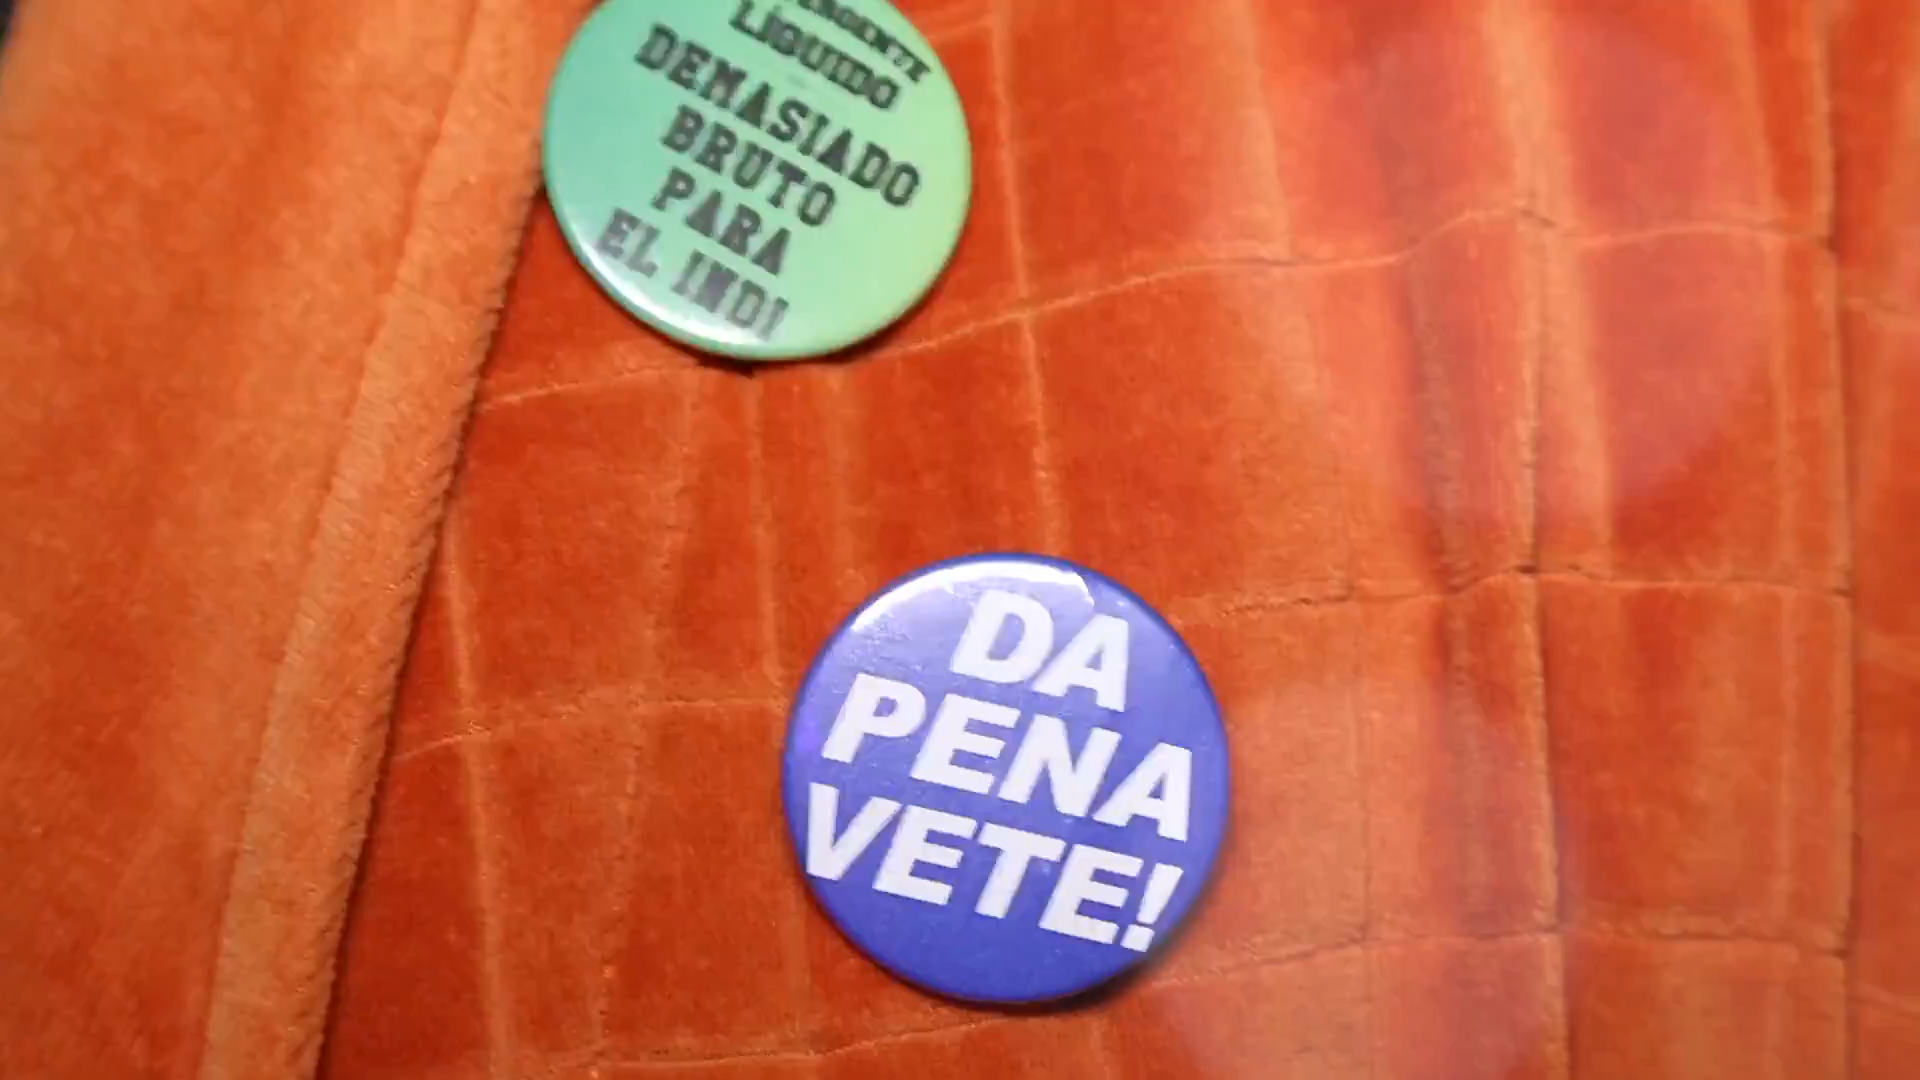 LÍQUIDO
DEMASIADO
BRUTO
PARA
EL INDI
DA
PENA
VETE!